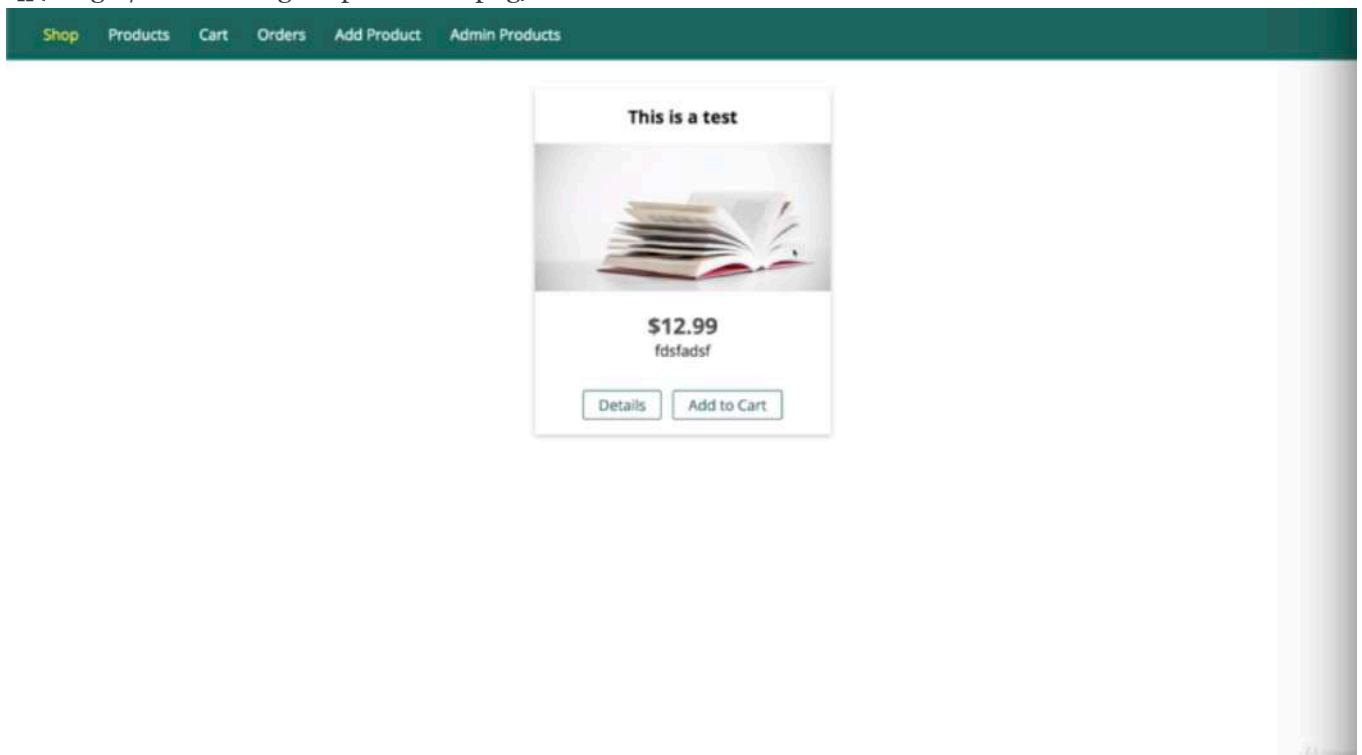 Shop Products Cart Orders Add Product Admin Products
This is a test
$12.99
fdsfadsf
Details Add to Cart